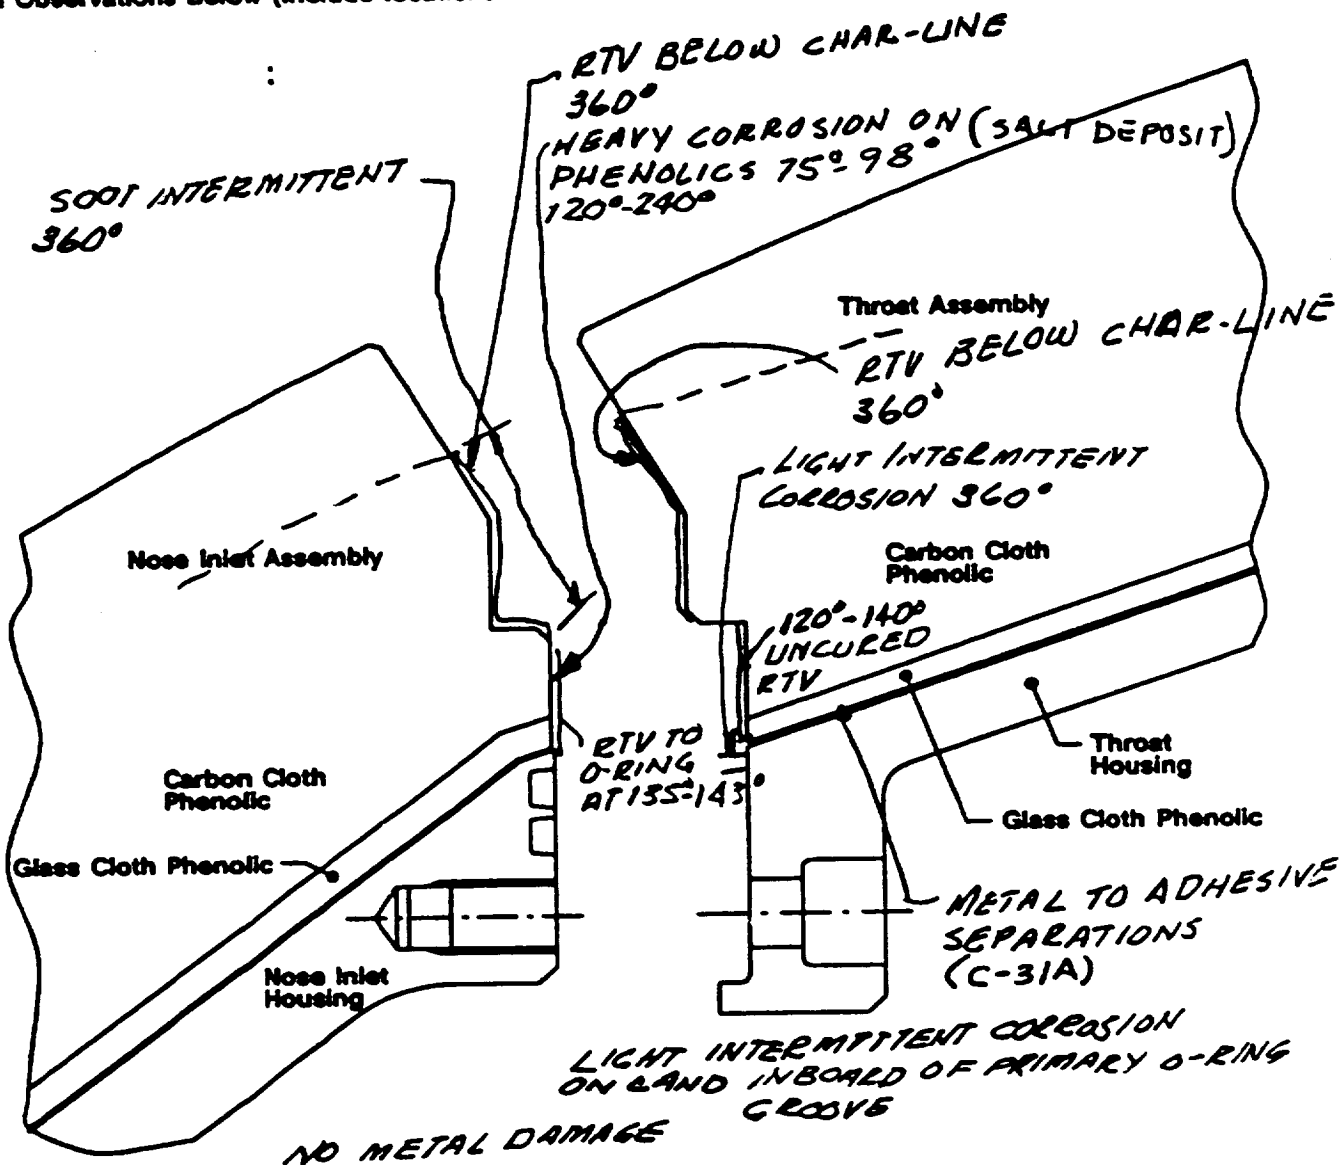 Observations Below (include location
:
RTV BELOW CHAR-LINE
360°
HEAVY CORROSION ON (SALT DEPOSIT)
PHENOLICS 75°-98°
120°-240°
SOOT INTERMITTENT
360°
Throat Assembly
RTV BELOW CHAR-LINE
360°
LIGHT INTERMITTENT
CORROSION 360°
Nose Inlet Assembly
Carbon Cloth
Phenolic
120°-140°
UNCURED
RTV
RTV TO
O-RING
AT 135°-143°
Throat
Housing
Carbon Cloth
Phenolic
Glass Cloth Phenolic
Glass Cloth Phenolic
METAL TO ADHESIVE
SEPARATIONS
(C-31A)
Nose Inlet
Housing
LIGHT INTERMITTENT CORROSION
ON LAND INBOARD OF PRIMARY O-RING
GROOVE
NO METAL DAMAGE